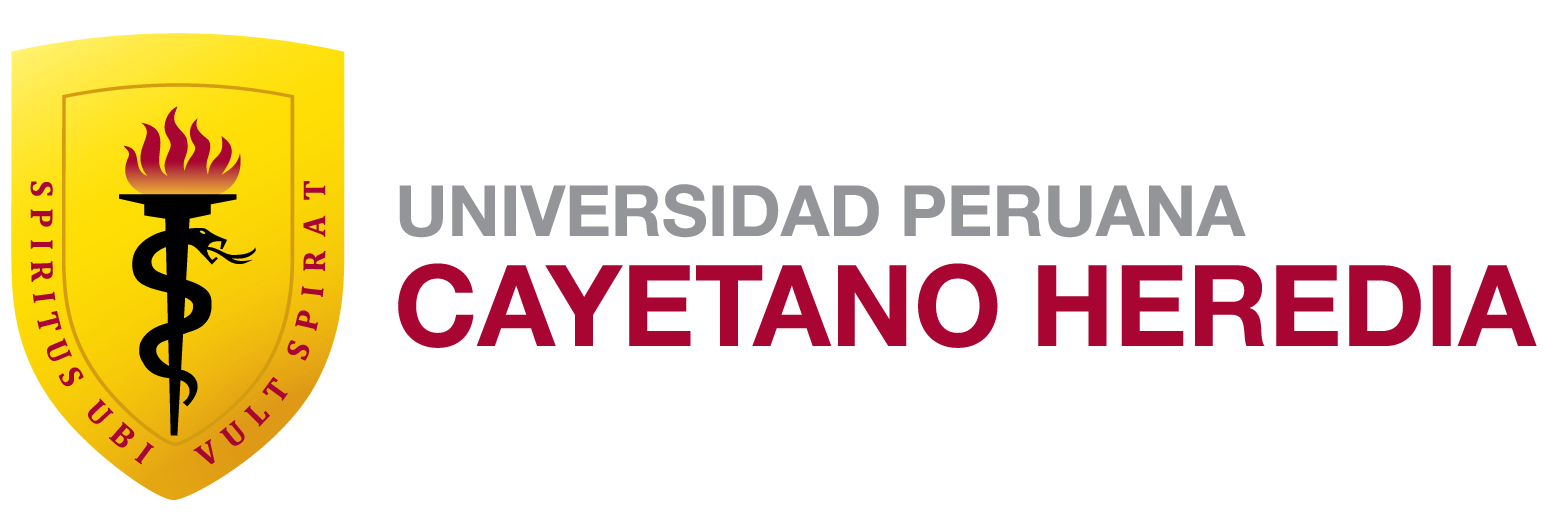 SPIRITUS UBI VULT SPIRAT
UNIVERSIDAD PERUANA
CAYETANO HEREDIA